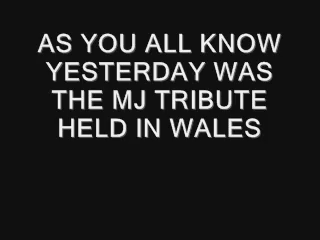 AS YOU ALL KNOW
YESTERDAY WAS
THE MJ TRIBUTE
HELD IN WALES